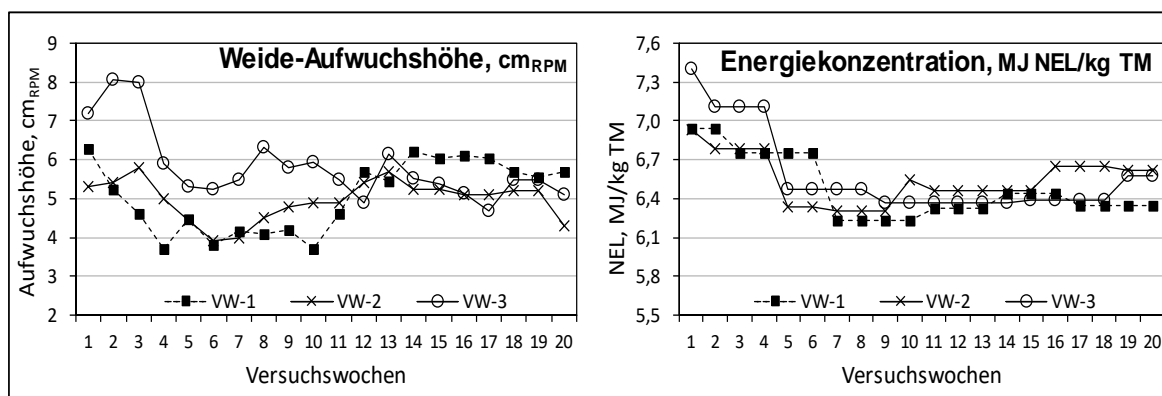 Weide-Aufwuchshöhe, cmRPM
Aufwuchshöhe, cmRPM
9
8
7
6
5
4
3
2
VW-1 VW-2 VW-3
1 2 3 4 5 6 7 8 9 10 11 12 13 14 15 16 17 18 19 20
Versuchswochen
Energiekonzentration, MJ NEL/kg TM
NEL, MJ/kg TM
7,6
7,3
7,0
6,7
6,4
6,1
5,8
5,5
VW-1 VW-2 VW-3
1 2 3 4 5 6 7 8 9 10 11 12 13 14 15 16 17 18 19 20
Versuchswochen